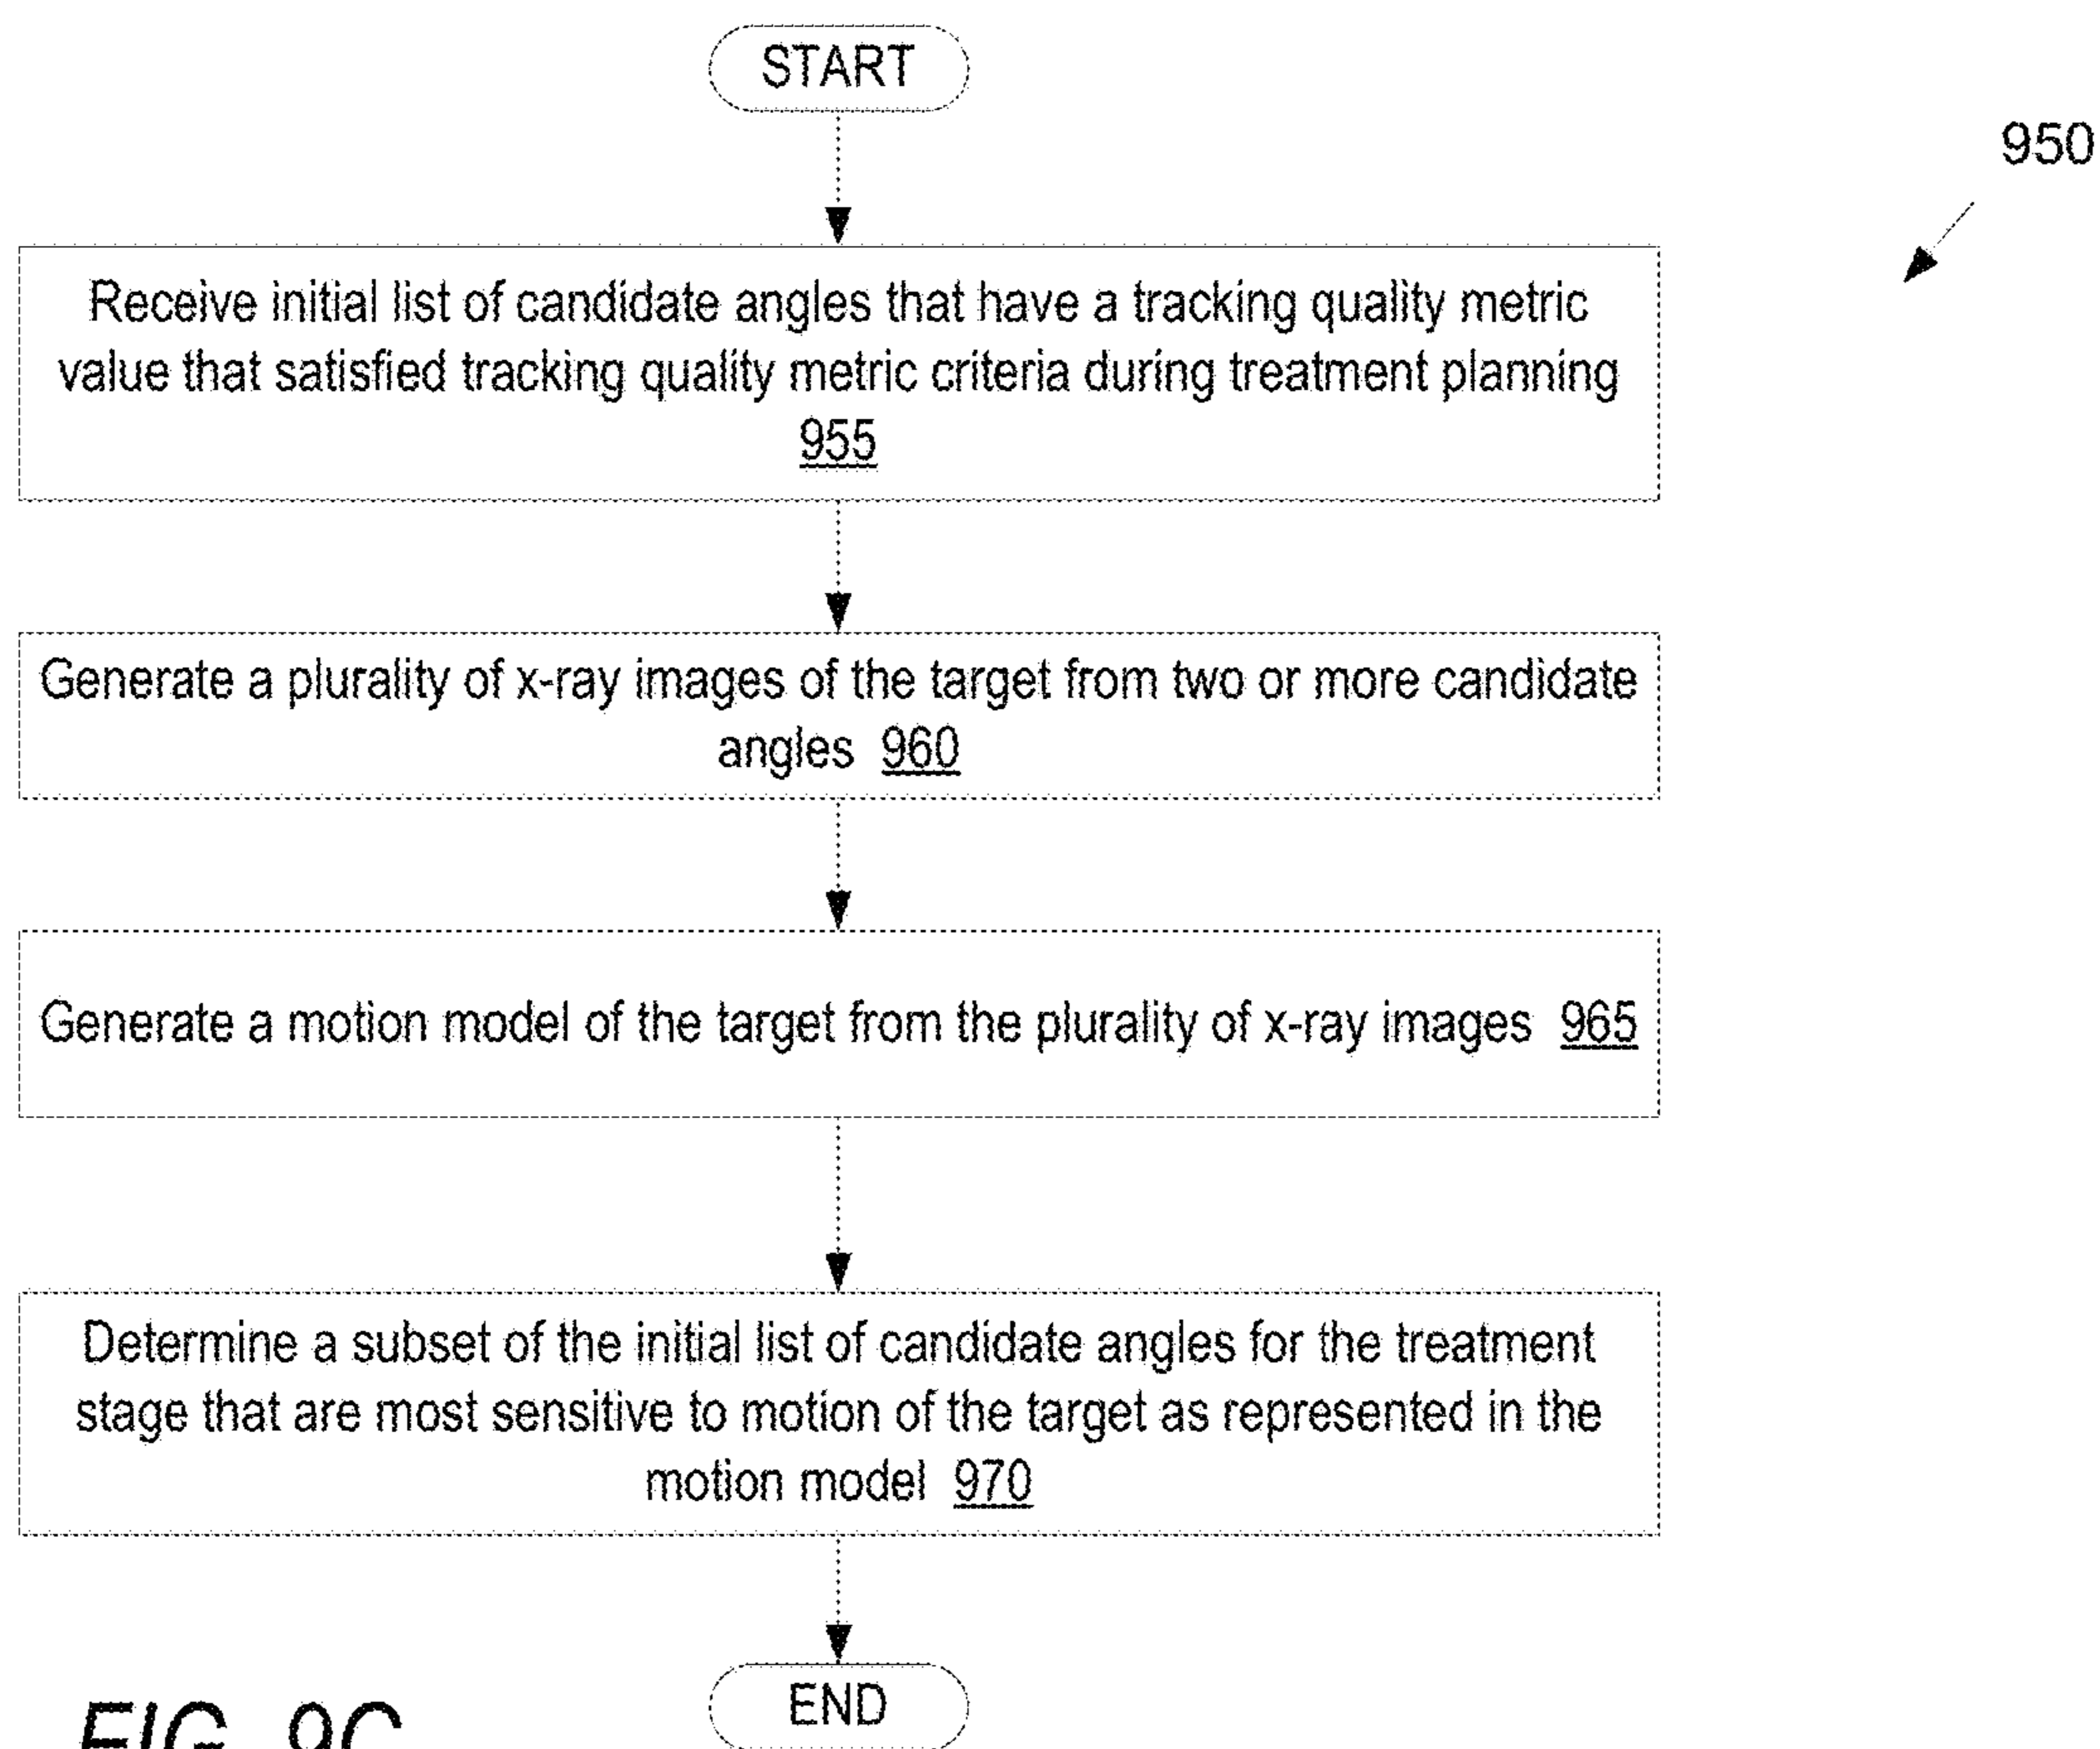 START
950
Receive initial list of candidate angles that have a tracking quality metric
value that satisfied tracking quality metric criteria during treatment planning
955
Generate a plurality of x-ray images of the target from two or more candidate
angles 960
Generate a motion model of the target from the plurality of x-ray images 965
Determine a subset of the initial list of candidate angles for the treatment
stage that are most sensitive to motion of the target as represented in the
motion model 970
END
FIG. 9C